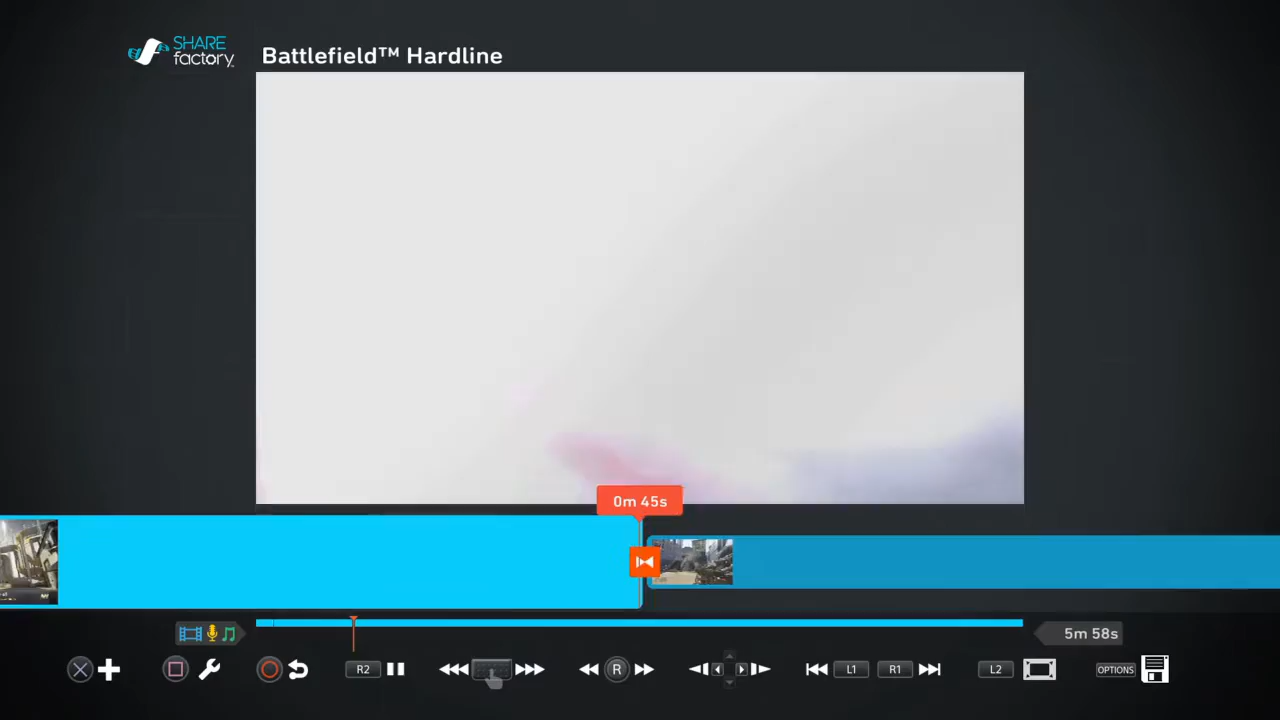 SHARE
factory
Battlefield™ Hardline
0m 45s
5m 58s
R2
R
L1
R1
L2
OPTIONS